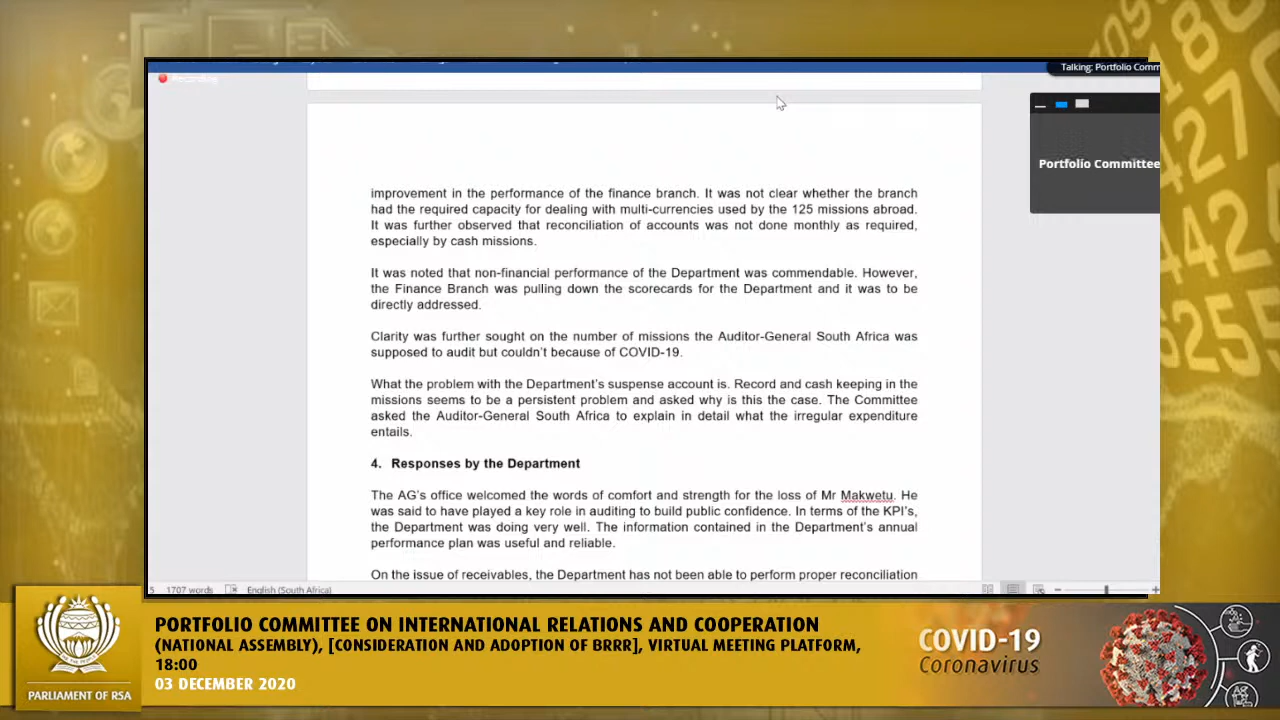 Talking: Portfolio Comm
Recording
Portfolio Committee
improvement in the performance of the finance branch. It was not clear whether the branch
had the required capacity for dealing with multi-currencies used by the 125 missions abroad.
It was further observed that reconciliation of accounts was not done monthly as required,
especially by cash missions.
It was noted that non-financial performance of the Department was commendable. However,
the Finance Branch was pulling down the scorecards for the Department and it was to be
directly addressed.
Clarity was further sought on the number of missions the Auditor-General South Africa was
supposed to audit but couldn't because of COVID-19.
What the problem with the Department's suspense account is. Record and cash keeping in the
missions seems to be a persistent problem and asked why is this the case. The Committee
asked the Auditor-General South Africa to explain in detail what the irregular expenditure
entails.
4. Responses by the Department
The AG's office welcomed the words of comfort and strength for the loss of Mr Makwetu. He
was said to have played a key role in auditing to build public confidence. In terms of the KPI's,
the Department was doing very well. The information contained in the Department's annual
performance plan was useful and reliable.
On the issue of receivables, the Department has not been able to perform proper reconciliation
5 1707 words English (South Africa)
PORTFOLIO COMMITTEE ON INTERNATIONAL RELATIONS AND COOPERATION
(NATIONAL ASSEMBLY), [CONSIDERATION AND ADOPTION OF BRRR], VIRTUAL MEETING PLATFORM,
18:00
03 DECEMBER 2020
PARLIAMENT OF RSA
COVID-19
Coronavirus